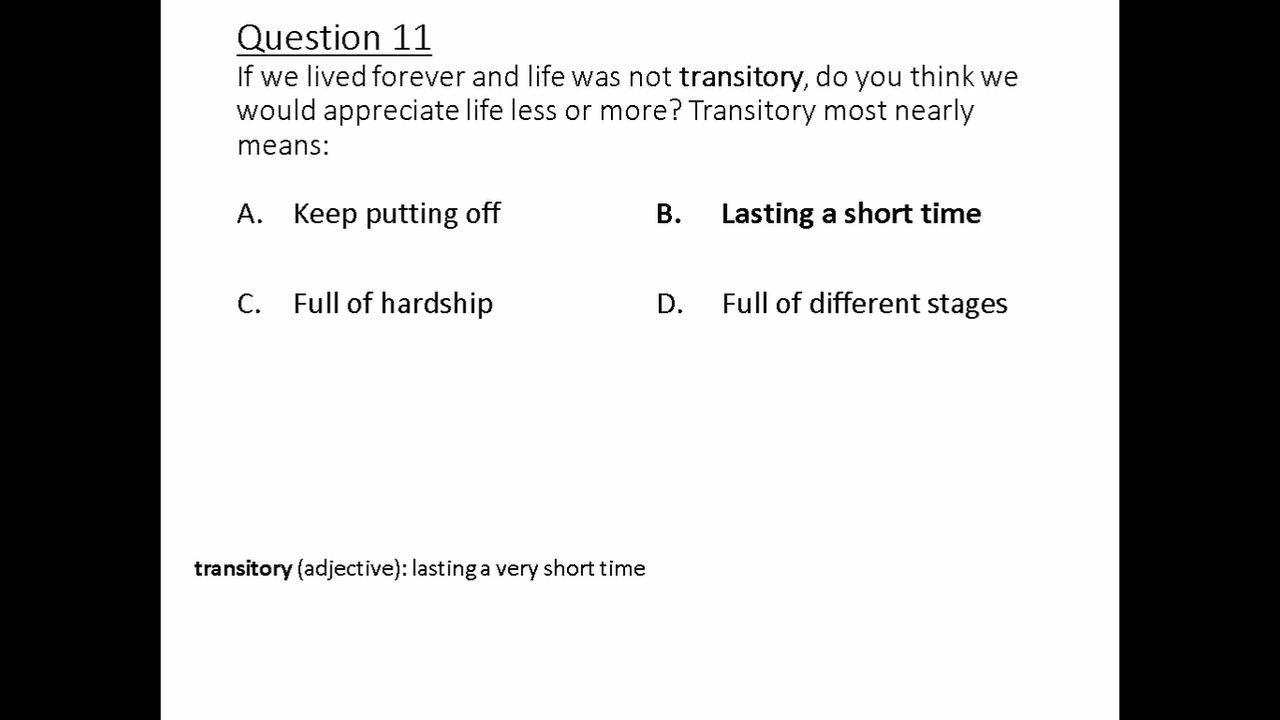 Question 11
If we lived forever and life was not transitory, do you think we
would appreciate life less or more? Transitory most nearly
means:
A. Keep putting off
B. Lasting a short time
C. Full of hardship
D. Full of different stages
transitory (adjective): lasting a very short time